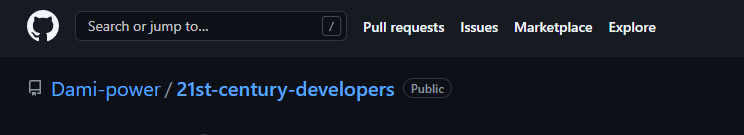 Search or jump to... / Pull requests Issues Marketplace Explore
Dami-power / 21st-century-developers Public